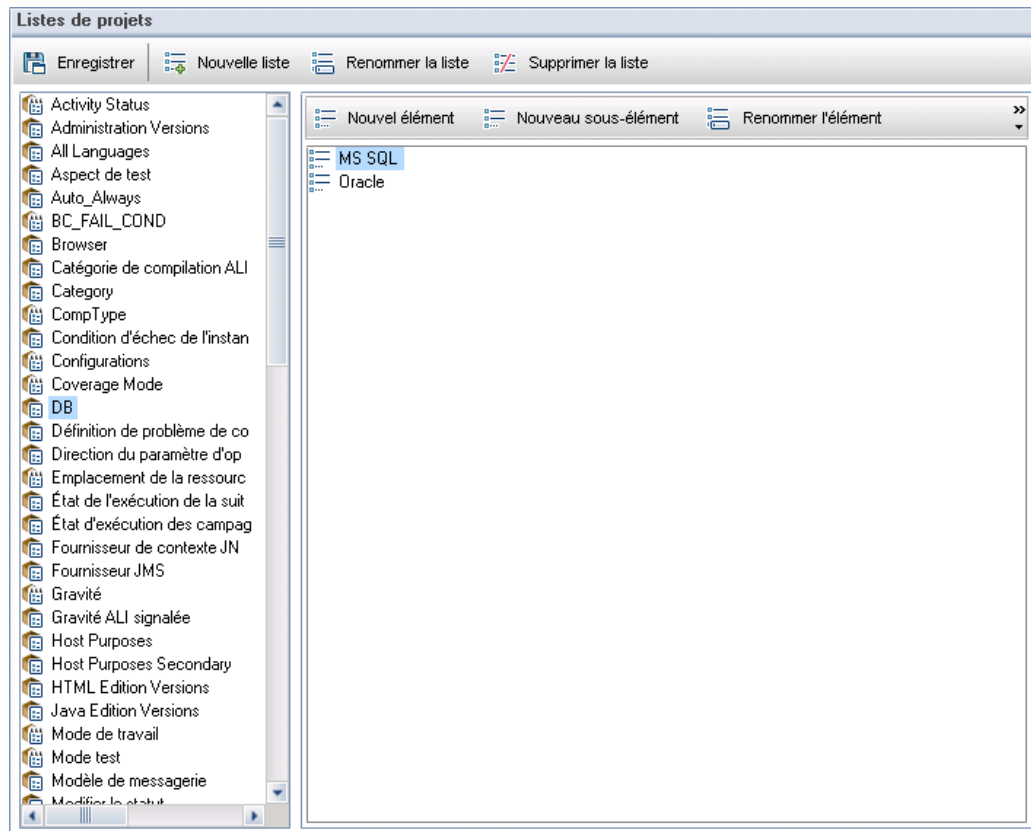 Listes de projets
Enregistrer Nouvelle liste Renommer la liste Supprimer la liste
Activity Status
Administration Versions
All Languages
Aspect de test
Auto_Always
BC_FAIL_COND
Browser
Catégorie de compilation ALI
Category
CompType
Condition d'échec de l'instan
Configurations
Coverage Mode
DB
Définition de problème de co
Direction du paramètre d'op
Emplacement de la ressourc
État de l'exécution de la suit
État d'exécution des campag
Fournisseur de contexte JN
Fournisseur JMS
Gravité
Gravité ALI signalée
Host Purposes
Host Purposes Secondary
HTML Edition Versions
Java Edition Versions
Mode de travail
Mode test
Modèle de messagerie
Modifier le statut
Nouvel élément Nouveau sous-élément Renommer l'élément
MS SQL
Oracle